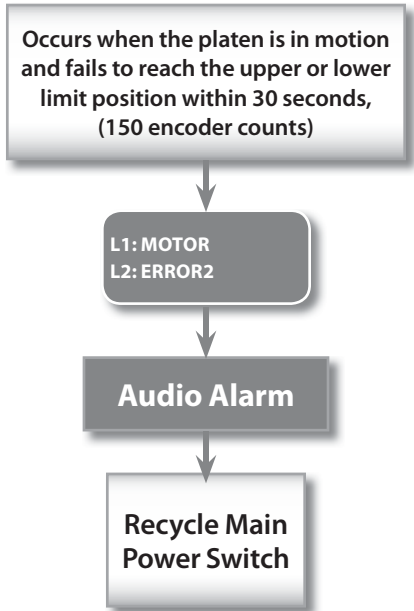 Occurs when the platen is in motion
and fails to reach the upper or lower
limit position within 30 seconds,
(150 encoder counts)
L1: MOTOR
L2: ERROR2
Audio Alarm
Recycle Main
Power Switch